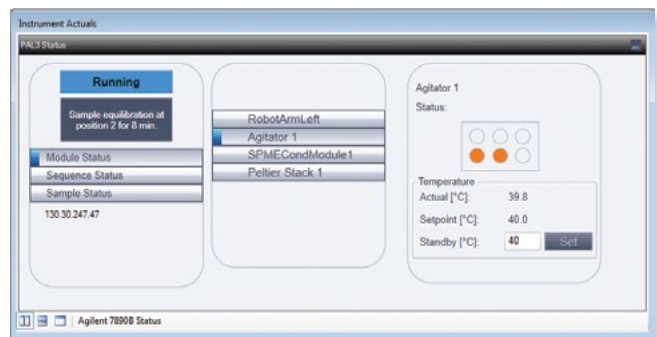 Instrument Actuals
PAL3 Status
Running
Sample equilibration at
position 2 for 8 min.
Module Status
Sequence Status
Sample Status
130.30.247.47
RobotArmLeft
Agitator 1
SPMECondModule1
Peltier Stack 1
Agitator 1
Status:
Temperature
Actual [°C]: 39.8
Setpoint [°C]: 40.0
Standby [°C]: 40 Set
Agilent 7890B Status